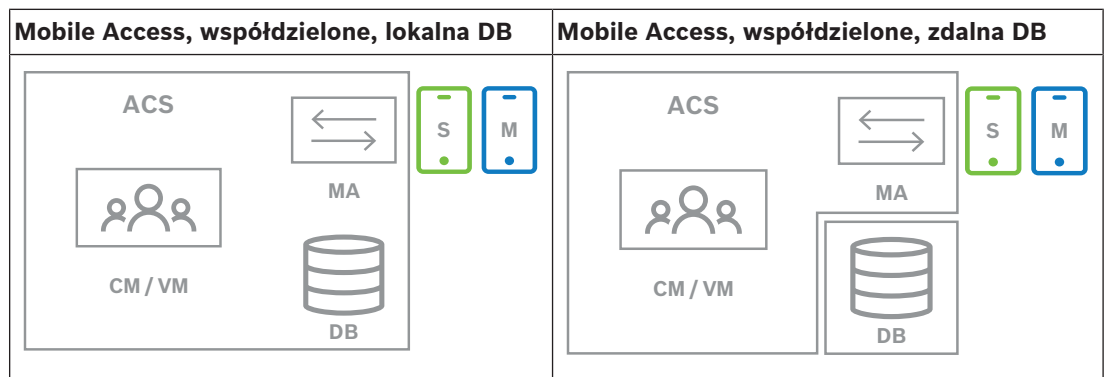 Mobile Access, współdzielone, lokalna DB
Mobile Access, współdzielone, zdalna DB
ACS
S
M
MA
CM / VM
DB
ACS
S
M
MA
CM / VM
DB